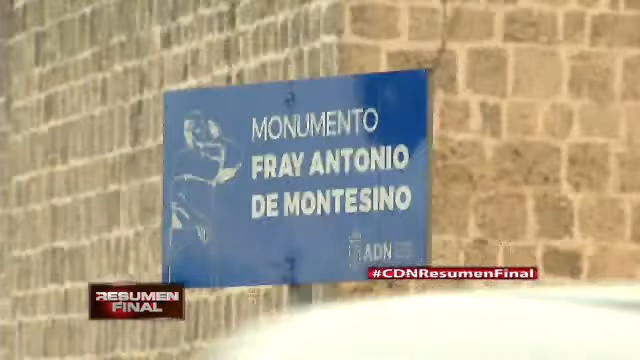 MONUMENTO
FRAY ANTONIO
DE MONTESINO
ADN
#CDNResumenFinal
RESUMEN
FINAL